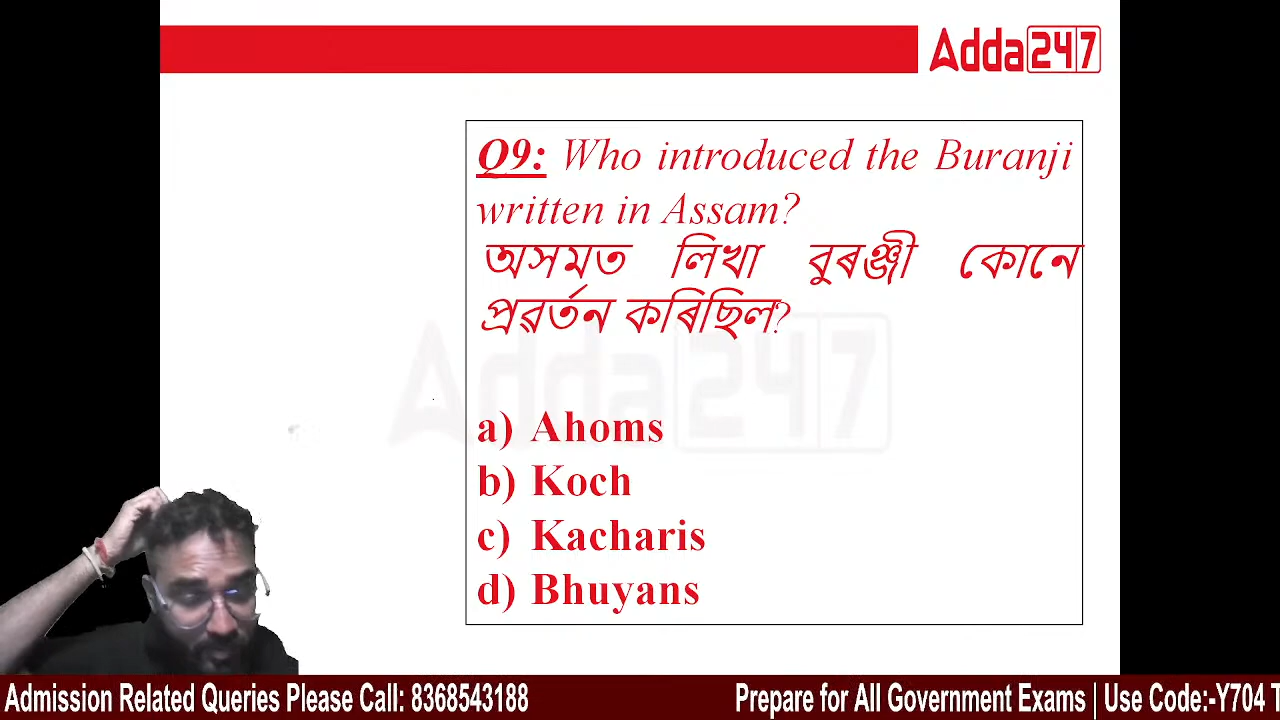 Adda247
Q9: Who introduced the Buranji
written in Assam?
অসমত লিখা বুৰঞ্জী কোনে
প্ৰৱৰ্তন কৰিছিল?
Adda247
a) Ahoms
b) Koch
c) Kacharis
d) Bhuyans
Admission Related Queries Please Call: 8368543188
Prepare for All Government Exams | Use Code:-Y704 T